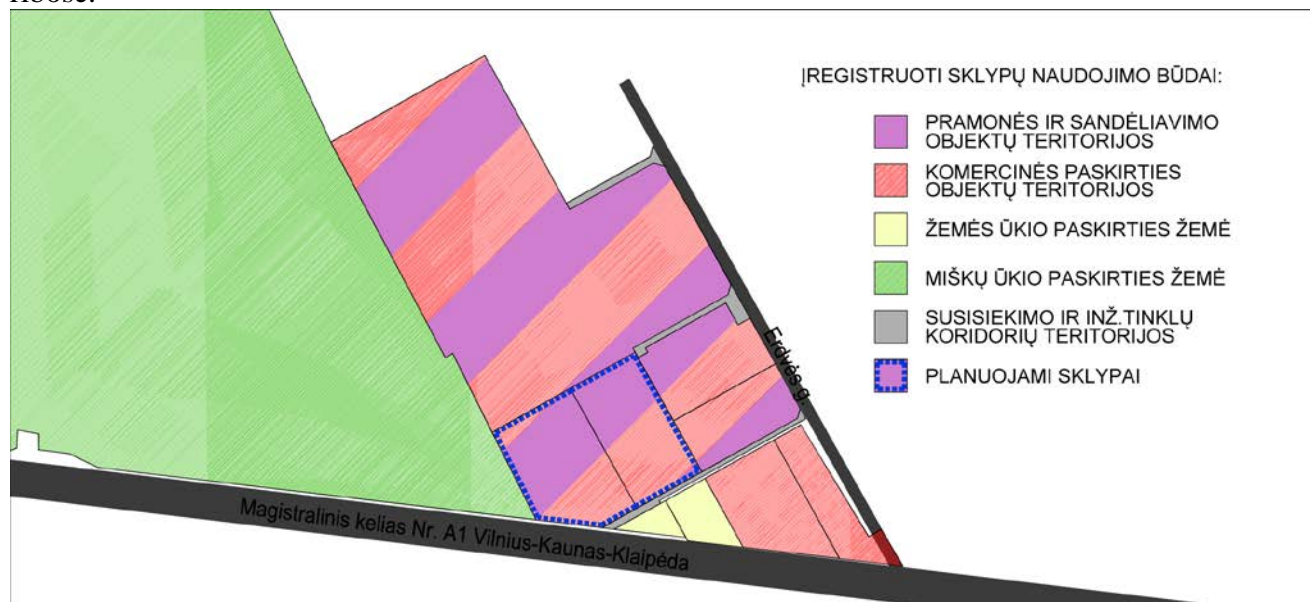 ĮREGISTRUOTI SKLYPŲ NAUDOJIMO BŪDAI:
PRAMONĖS IR SANDĖLIAVIMO
OBJEKTŲ TERITORIJOS
KOMERCINĖS PASKIRTIES
OBJEKTŲ TERITORIJOS
ŽEMĖS ŪKIO PASKIRTIES ŽEMĖ
MIŠKŲ ŪKIO PASKIRTIES ŽEMĖ
SUSISIEKIMO IR INŽ.TINKLŲ
KORIDORIŲ TERITORIJOS
PLANUOJAMI SKLYPAI
Erdvės g.
Magistralinis kelias Nr. A1 Vilnius-Kaunas-Klaipėda